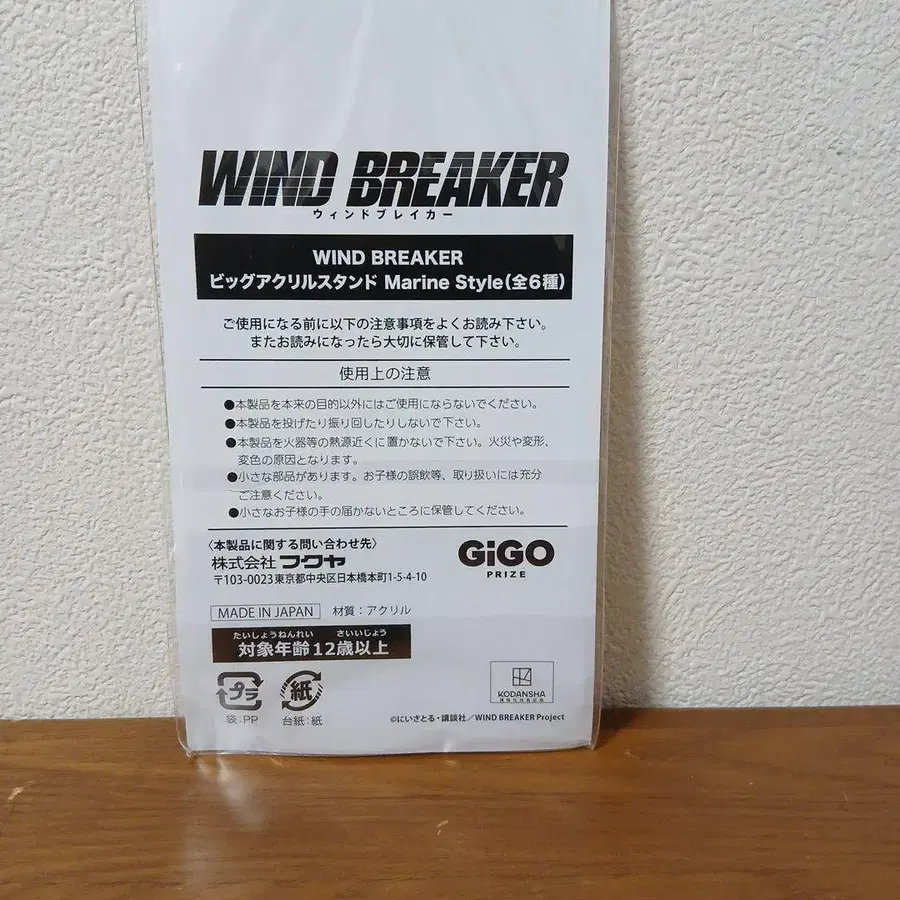 WIND BREAKER
ウィンドブレイカー
WIND BREAKER
ビッグアクリルスタンド Marine Style(全6種)
ご使用になる前に以下の注意事項をよくお読み下さい。
またお読みになったら大切に保管して下さい。
使用上の注意
●本製品を本来の目的以外にはご使用にならないでください。
●本製品を投げたり振り回したりしないで下さい。
●本製品を火器等の熱源近くに置かないで下さい。火災や変形、
変色の原因となります。
●小さな部品があります。お子様の誤飲等、取り扱いには充分
ご注意ください。
●小さなお子様の手の届かないところに保管してください。
〈本製品に関する問い合わせ先〉
株式会社 フクヤ
〒103-0023東京都中央区日本橋本町1-5-4-10
GiGO
PRIZE
MADE IN JAPAN 材質：アクリル
たいしょうねんれい さいいじょう
対象年齢12歳以上
プラ
紙
袋:PP
台紙:紙
KODANSHA
©にいさとる・講談社／WIND BREAKER Project